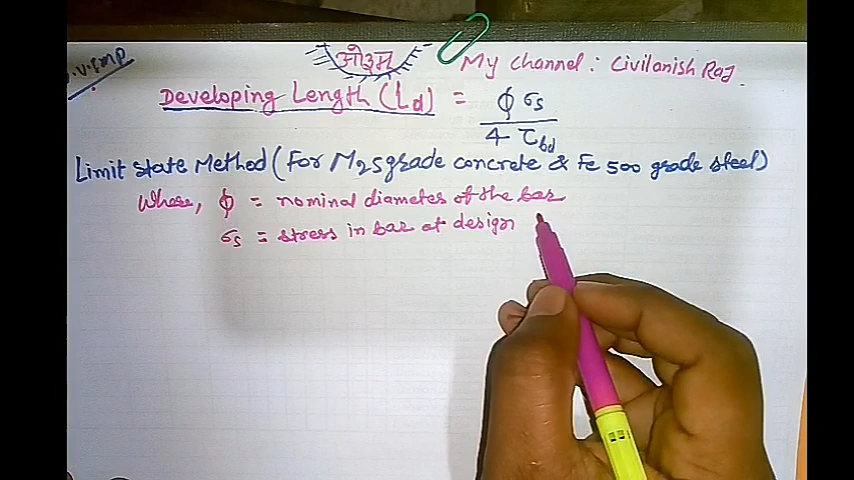 ओ३म
My channel: Civilanish Raj.
Developing Length (Ld) = ϕ σs / 4 τbd
Limit State Method (For M25 grade concrete & Fe 500 grade steel)
Where, ϕ = nominal diameter of the bar
σs = stress in bar at design